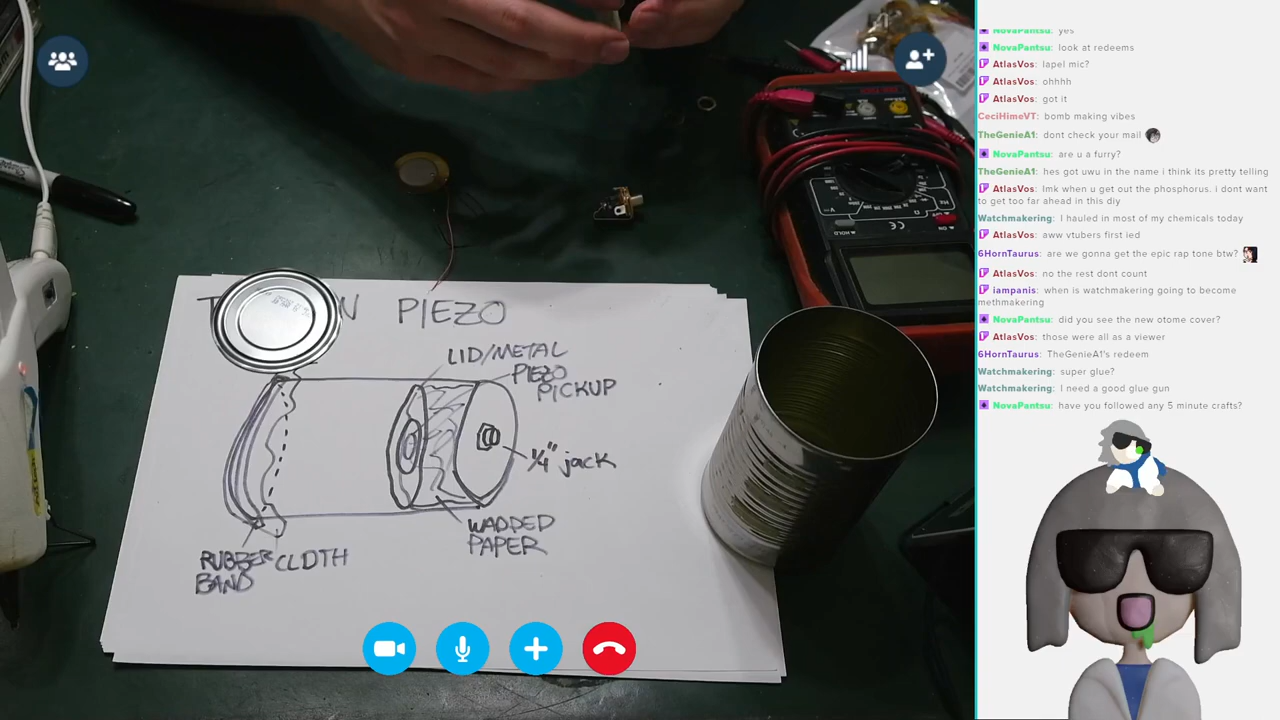 T N PIEZO
LID/METAL
PIEZO
PICKUP
1/4" jack
WADDED
PAPER
RUBBER
BAND
CLOTH
HOLD
CE
Hz
V
NovaPantsu: yes
NovaPantsu: look at redeems
AtlasVos: lapel mic?
AtlasVos: ohhhh
AtlasVos: got it
CeciHimeVT: bomb making vibes
TheGenieA1: dont check your mail
NovaPantsu: are u a furry?
TheGenieA1: hes got uwu in the name i think its pretty telling
AtlasVos: lmk when u get out the phosphorus. i dont want
to get too far ahead in this diy
Watchmakering: I hauled in most of my chemicals today
AtlasVos: aww vtubers first ied
6HornTaurus: are we gonna get the epic rap tone btw?
AtlasVos: no the rest dont count
iampanis: when is watchmakering going to become
methmakering
NovaPantsu: did you see the new otome cover?
AtlasVos: those were all as a viewer
6HornTaurus: TheGenieA1's redeem
Watchmakering: super glue?
Watchmakering: I need a good glue gun
NovaPantsu: have you followed any 5 minute crafts?